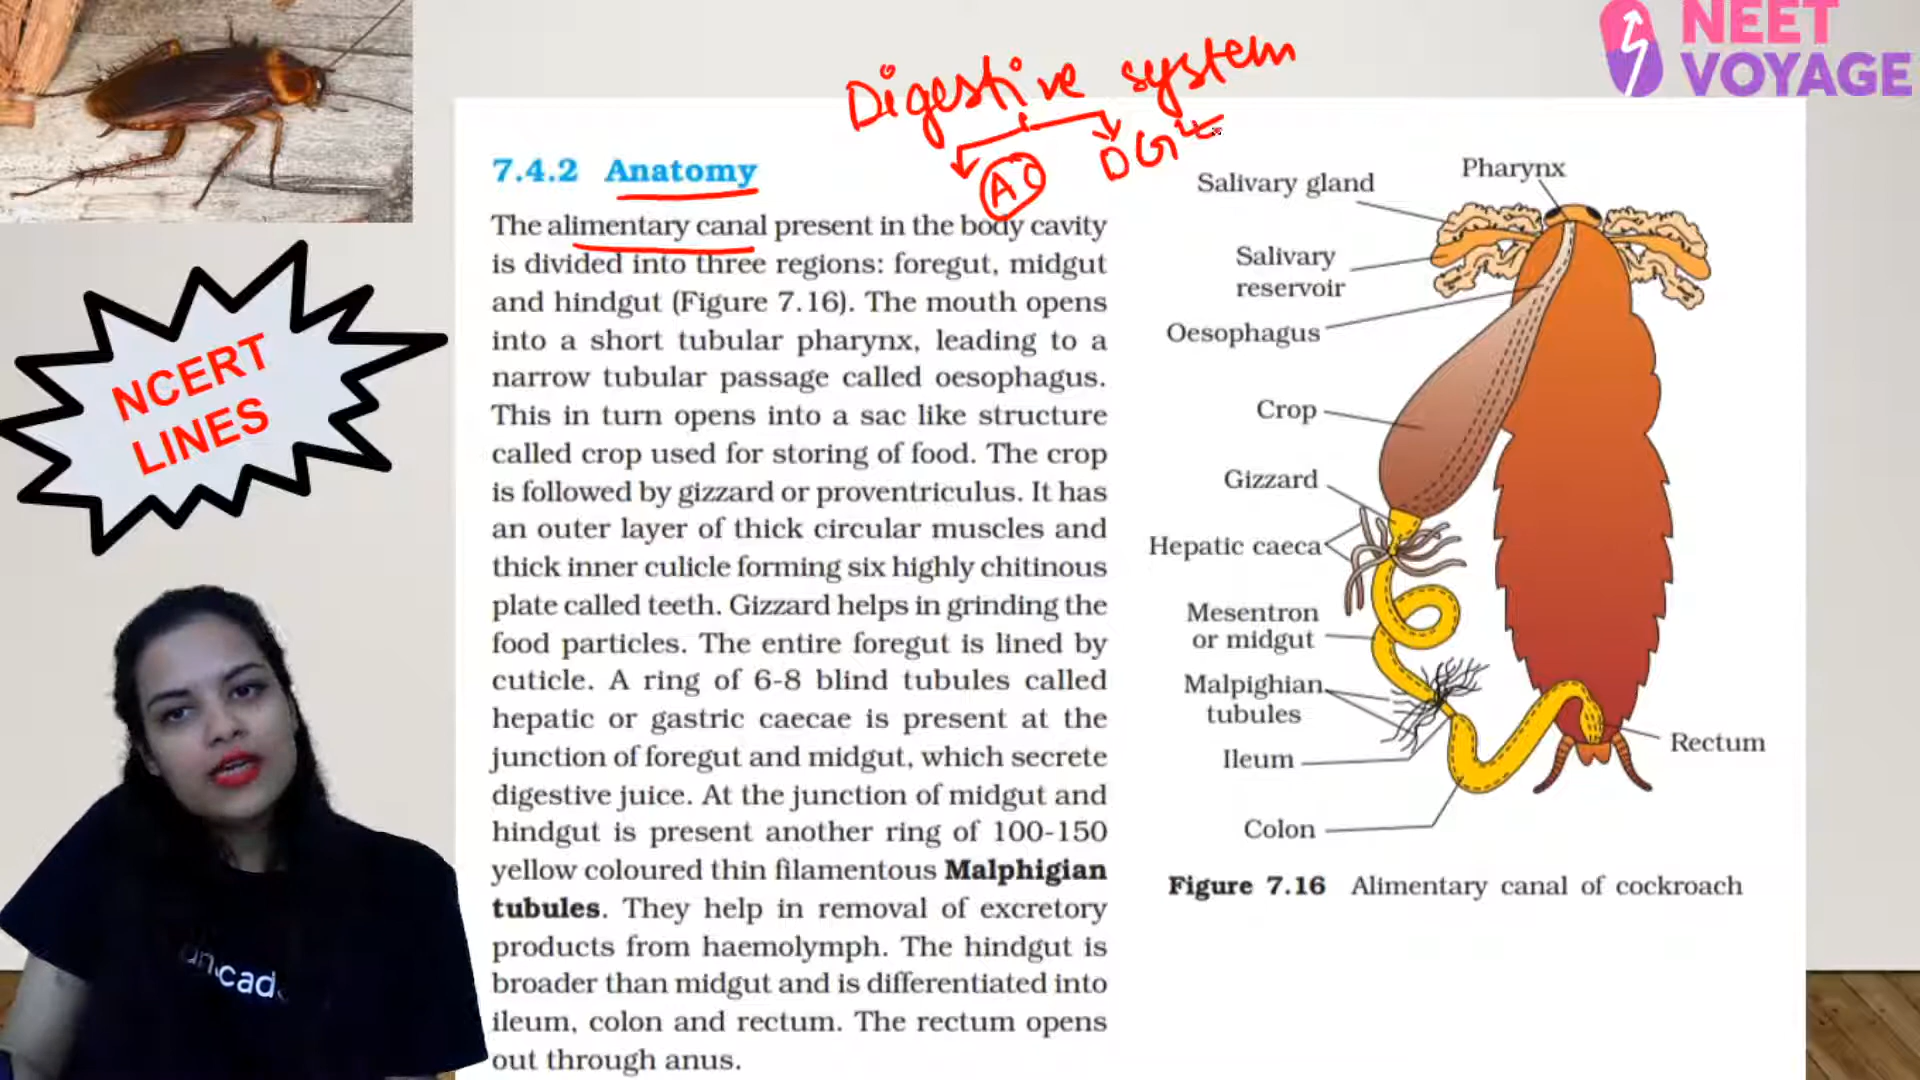 NEET
VOYAGE
Digestive system
AC
DG
7.4.2 Anatomy
The alimentary canal present in the body cavity
is divided into three regions: foregut, midgut
and hindgut (Figure 7.16). The mouth opens
into a short tubular pharynx, leading to a
narrow tubular passage called oesophagus.
This in turn opens into a sac like structure
called crop used for storing of food. The crop
is followed by gizzard or proventriculus. It has
an outer layer of thick circular muscles and
thick inner culicle forming six highly chitinous
plate called teeth. Gizzard helps in grinding the
food particles. The entire foregut is lined by
cuticle. A ring of 6-8 blind tubules called
hepatic or gastric caecae is present at the
junction of foregut and midgut, which secrete
digestive juice. At the junction of midgut and
hindgut is present another ring of 100-150
yellow coloured thin filamentous Malphigian
tubules. They help in removal of excretory
products from haemolymph. The hindgut is
broader than midgut and is differentiated into
ileum, colon and rectum. The rectum opens
out through anus.
NCERT
LINES
Pharynx
Salivary gland
Salivary
reservoir
Oesophagus
Crop
Gizzard
Hepatic caeca
Mesentron
or midgut
Malpighian
tubules
Ileum
Rectum
Colon
Figure 7.16 Alimentary canal of cockroach